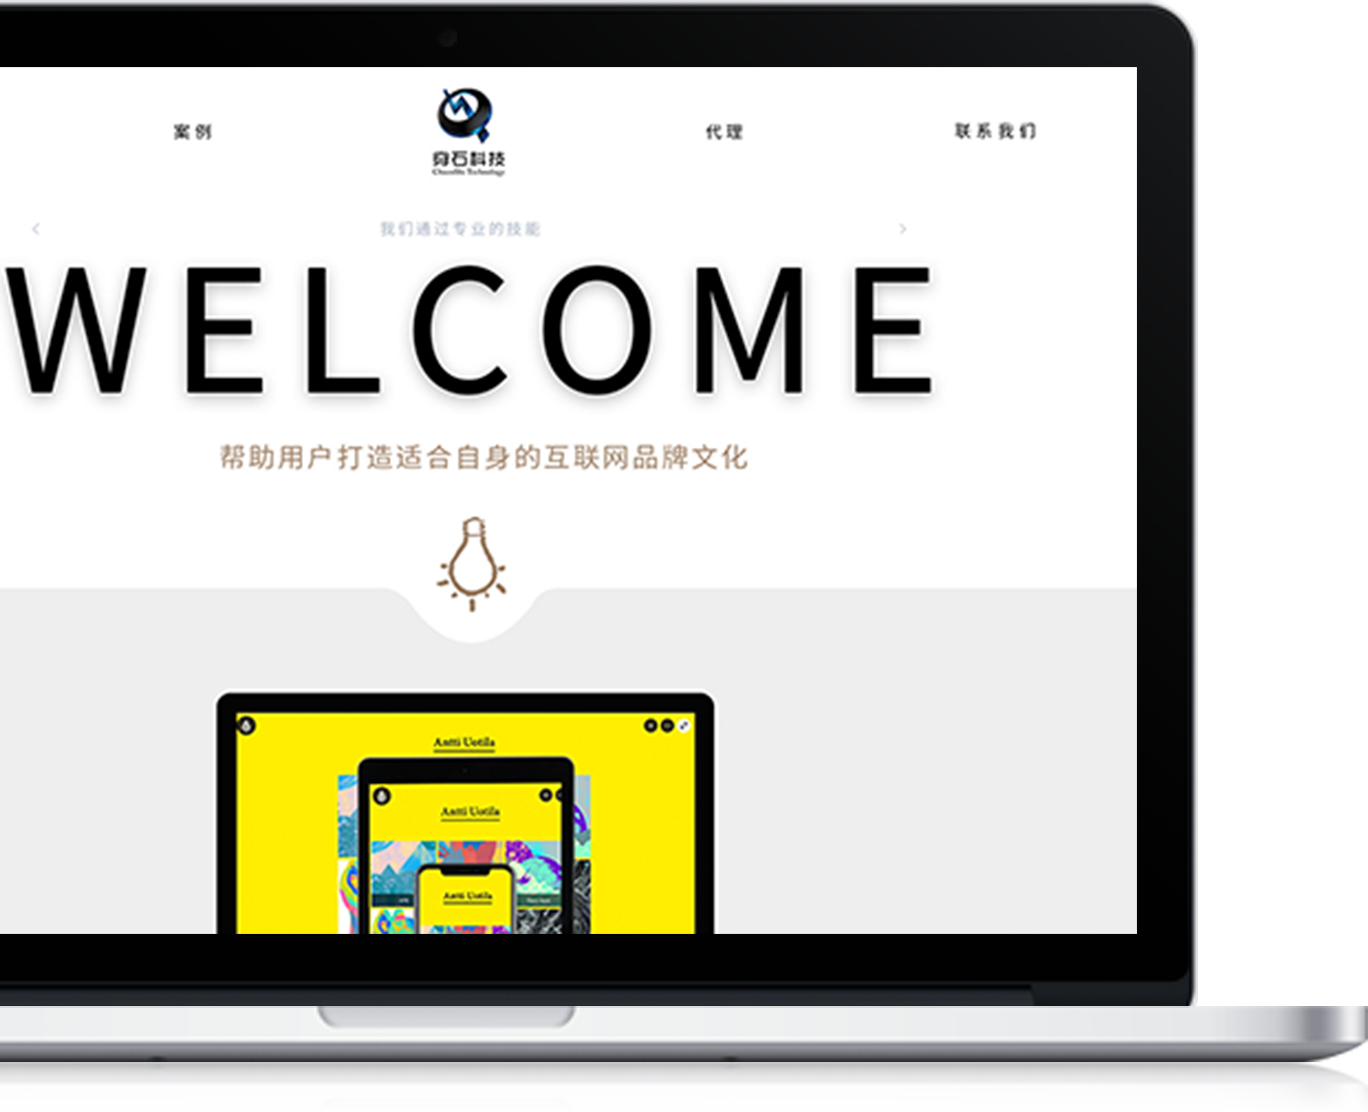 案例
穿石科技
代理
联系我们
我们通过专业的技能
WELCOME
帮助用户打造适合自身的互联网品牌文化
Antti Uotila
Antti Uotila
Antti Uotila